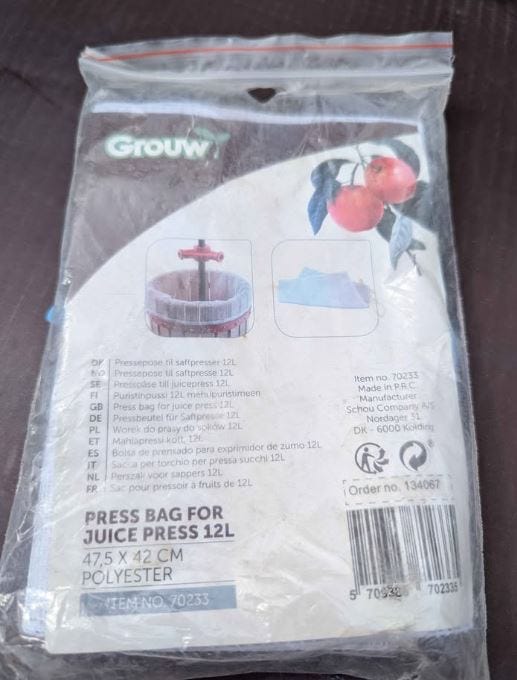 Grouw
DK Pressepose til saftpresser 12L
NO Pressepose til saftpresse 12L
SE Presspåse till juicepress 12L
FI Puristinpussi 12L mehupuristimeen
GB Press bag for juice press 12L
DE Pressbeutel für Saftpresse 12L
PL Worek do prasy do soków 12L
ET Mahlapressi kott, 12L
ES Bolsa de prensado para exprimidor de zumo 12L
IT Sacca per torchio per pressa succhi 12L
NL Perszak voor sappers 12L
FR Sac pour pressoir à fruits de 12L
Item no. 70233
Made in P.R.C.
Manufacturer
Schou Company A/S
Nordager 31
DK - 6000 Kolding
Order no. 134067
PRESS BAG FOR
JUICE PRESS 12L
47,5 X 42 CM
POLYESTER
ITEM NO. 70233
5 702335